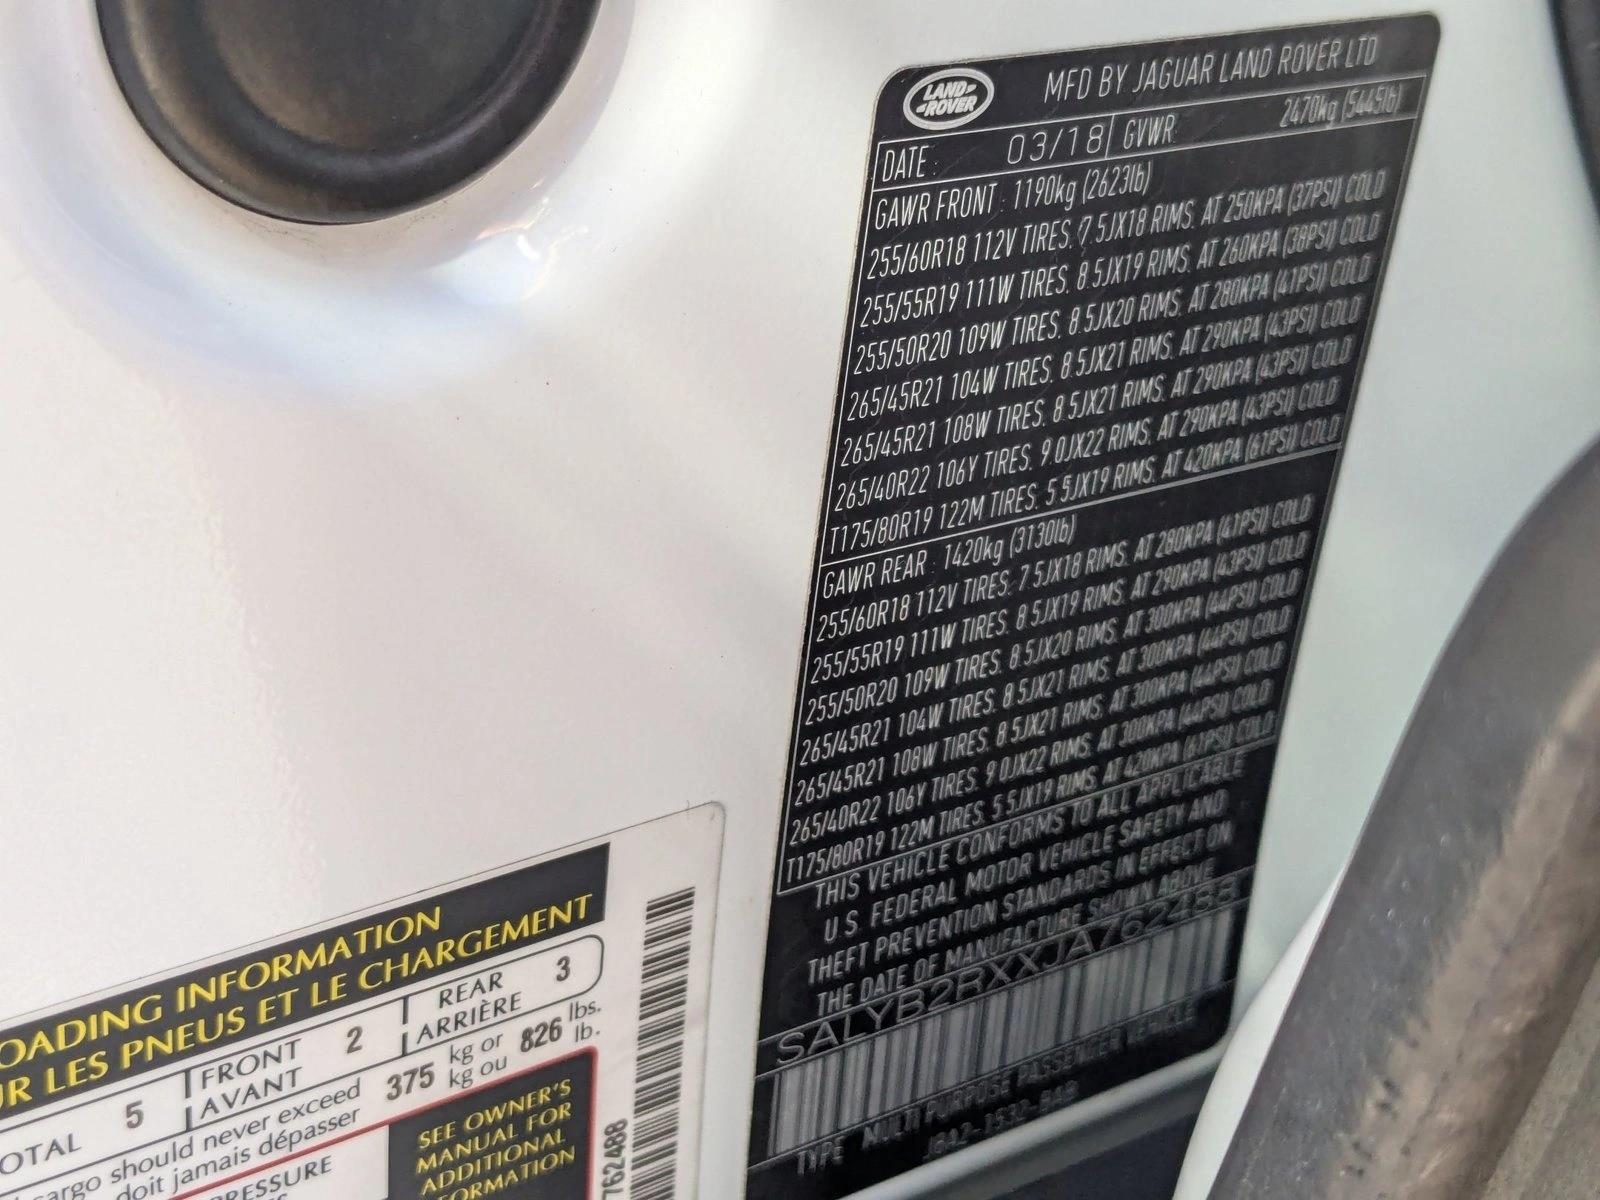 LAND-
-ROVER
MFD BY JAGUAR LAND ROVER LTD
DATE: 03/18 GVWR: 2470kg (5445lb)
GAWR FRONT: 1190kg (2623lb)
255/60R18 112V TIRES. 7.5JX18 RIMS. AT 250KPA (37PSI) COLD
255/55R19 111W TIRES. 8.5JX19 RIMS. AT 260KPA (38PSI) COLD
255/50R20 109W TIRES. 8.5JX20 RIMS. AT 280KPA (41PSI) COLD
265/45R21 104W TIRES. 8.5JX21 RIMS. AT 290KPA (43PSI) COLD
265/45R21 108W TIRES. 8.5JX21 RIMS. AT 290KPA (43PSI) COLD
265/40R22 106Y TIRES. 9.0JX22 RIMS. AT 290KPA (43PSI) COLD
T175/80R19 122M TIRES. 5.5JX19 RIMS. AT 420KPA (61PSI) COLD
GAWR REAR: 1420kg (3130lb)
255/60R18 112V TIRES. 7.5JX18 RIMS. AT 280KPA (41PSI) COLD
255/55R19 111W TIRES. 8.5JX19 RIMS. AT 290KPA (43PSI) COLD
255/50R20 109W TIRES. 8.5JX20 RIMS. AT 300KPA (44PSI) COLD
265/45R21 104W TIRES. 8.5JX21 RIMS. AT 300KPA (44PSI) COLD
265/45R21 108W TIRES. 8.5JX21 RIMS. AT 300KPA (44PSI) COLD
265/40R22 106Y TIRES. 9.0JX22 RIMS. AT 300KPA (44PSI) COLD
T175/80R19 122M TIRES. 5.5JX19 RIMS. AT 420KPA (61PSI) COLD
THIS VEHICLE CONFORMS TO ALL APPLICABLE
U.S. FEDERAL MOTOR VEHICLE SAFETY AND
THEFT PREVENTION STANDARDS IN EFFECT ON
THE DATE OF MANUFACTURE SHOWN ABOVE
SALYB2RXXJA762488
TYPE MULTI PURPOSE PASSENGER VEHICLE
OADING INFORMATION
UR LES PNEUS ET LE CHARGEMENT
OTAL 5 FRONT AVANT 2 REAR ARRIÈRE 3
cargo should never exceed 375 kg or 826 lbs.
doit jamais dépasser kg ou lb.
PRESSURE
SEE OWNER'S
MANUAL FOR
ADDITIONAL
FORMATION
762488